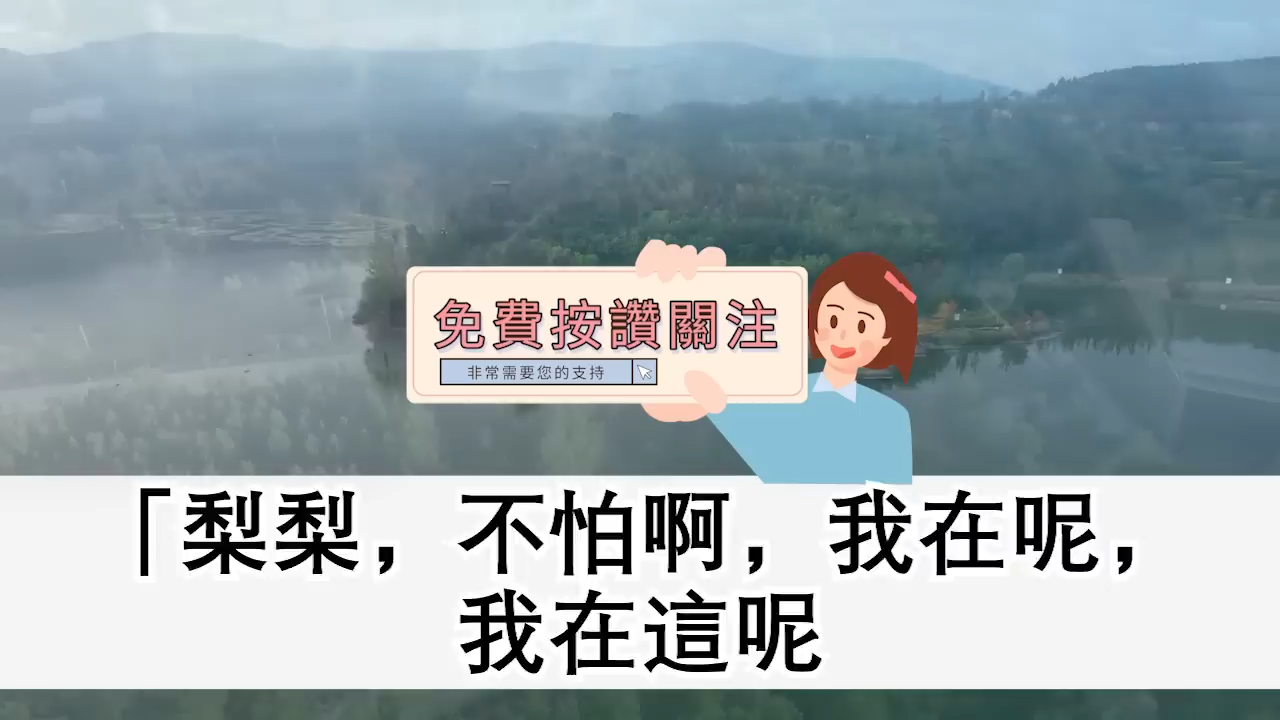 免費按讚關注
非常需要您的支持
「梨梨，不怕啊，我在呢，
我在這呢